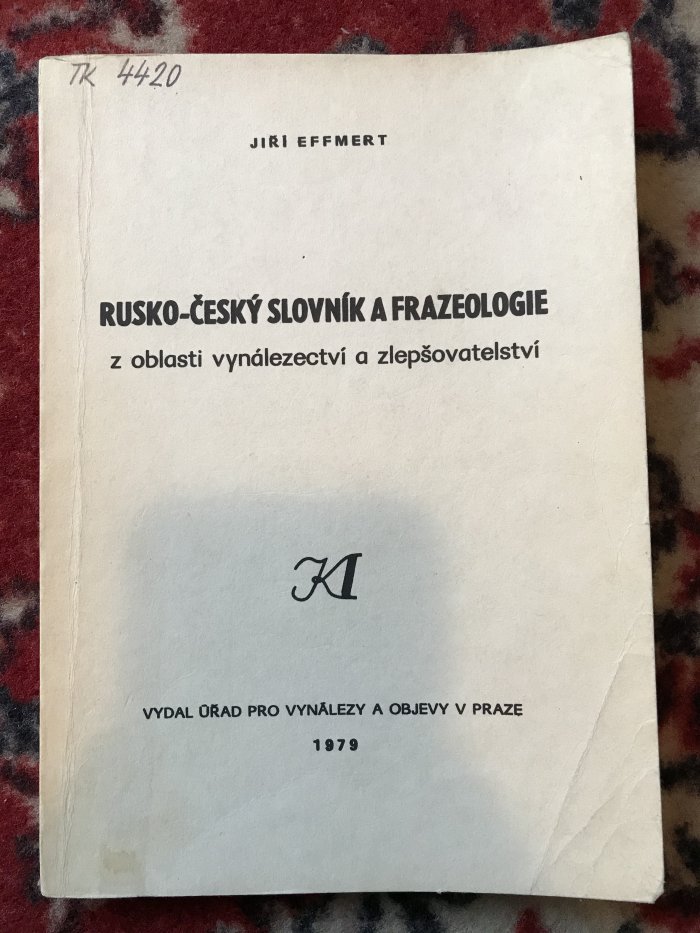 TK 4420
JIŘÍ EFFMERT
RUSKO-ČESKÝ SLOVNÍK A FRAZEOLOGIE
z oblasti vynálezectví a zlepšovatelství
VYDAL ÚŘAD PRO VYNÁLEZY A OBJEVY V PRAZE
1979